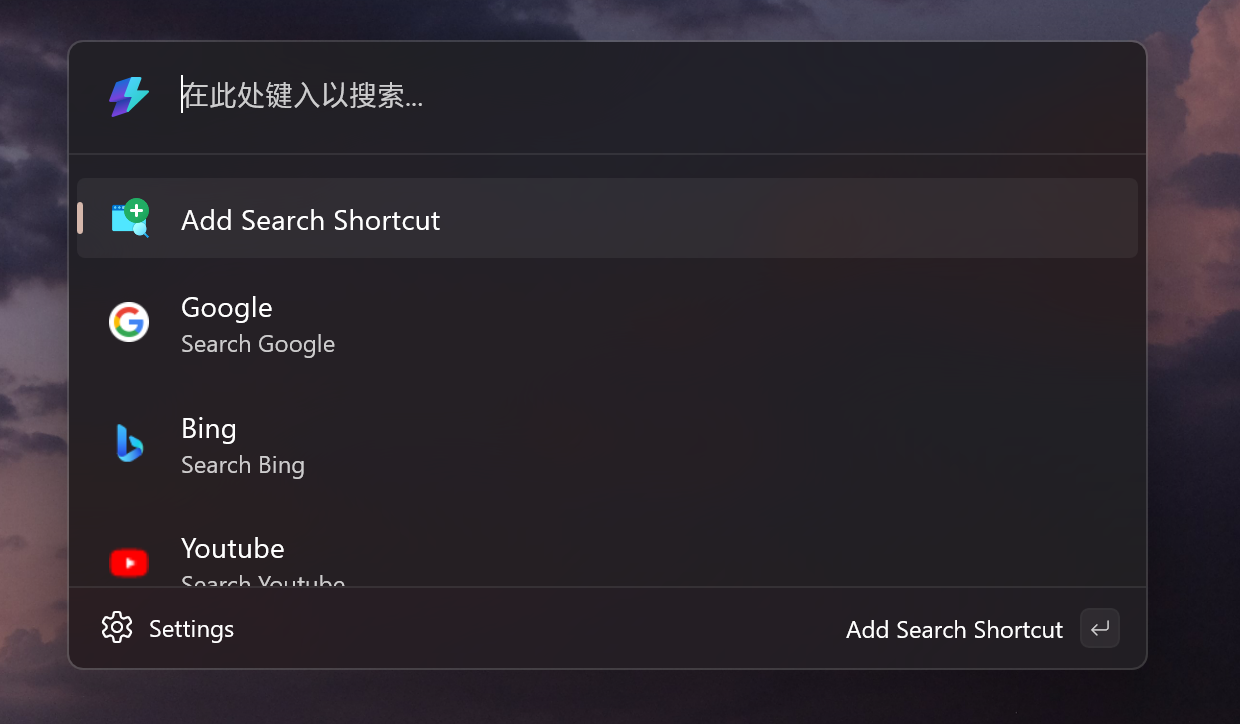 在此处键入以搜索...
Add Search Shortcut
Google
Search Google
Bing
Search Bing
Youtube
Search Youtube
Settings
Add Search Shortcut